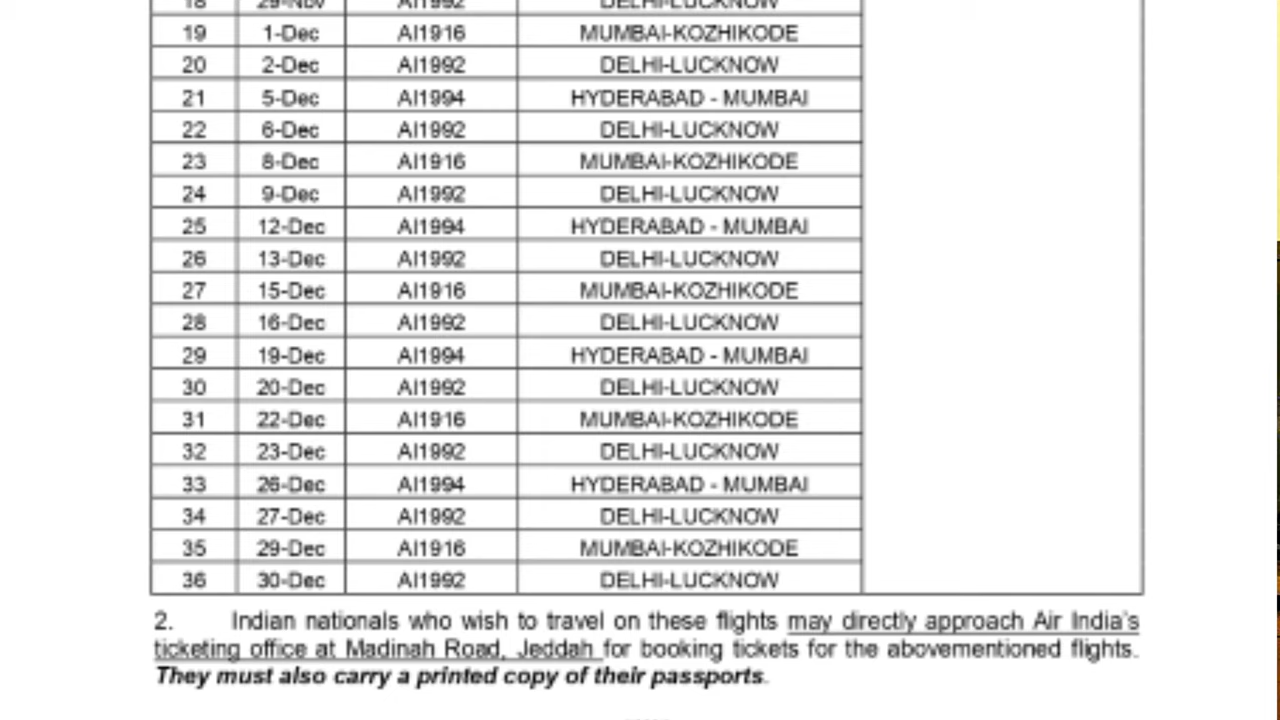 18 29-Nov AI1992 DELHI-LUCKNOW
19 1-Dec AI1916 MUMBAI-KOZHIKODE
20 2-Dec AI1992 DELHI-LUCKNOW
21 5-Dec AI1994 HYDERABAD - MUMBAI
22 6-Dec AI1992 DELHI-LUCKNOW
23 8-Dec AI1916 MUMBAI-KOZHIKODE
24 9-Dec AI1992 DELHI-LUCKNOW
25 12-Dec AI1994 HYDERABAD - MUMBAI
26 13-Dec AI1992 DELHI-LUCKNOW
27 15-Dec AI1916 MUMBAI-KOZHIKODE
28 16-Dec AI1992 DELHI-LUCKNOW
29 19-Dec AI1994 HYDERABAD - MUMBAI
30 20-Dec AI1992 DELHI-LUCKNOW
31 22-Dec AI1916 MUMBAI-KOZHIKODE
32 23-Dec AI1992 DELHI-LUCKNOW
33 26-Dec AI1994 HYDERABAD - MUMBAI
34 27-Dec AI1992 DELHI-LUCKNOW
35 29-Dec AI1916 MUMBAI-KOZHIKODE
36 30-Dec AI1992 DELHI-LUCKNOW
2. Indian nationals who wish to travel on these flights may directly approach Air India's
ticketing office at Madinah Road, Jeddah for booking tickets for the abovementioned flights.
They must also carry a printed copy of their passports.